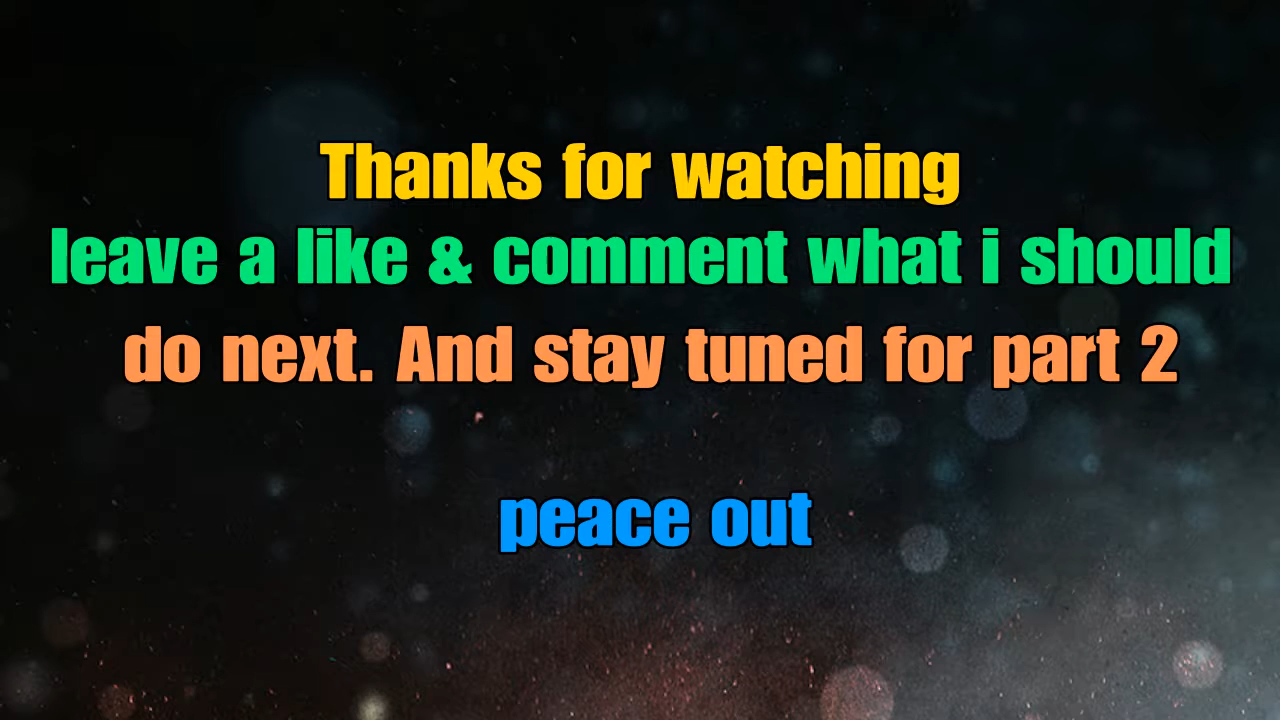 Thanks for watching
leave a like & comment what i should
do next. And stay tuned for part 2
peace out